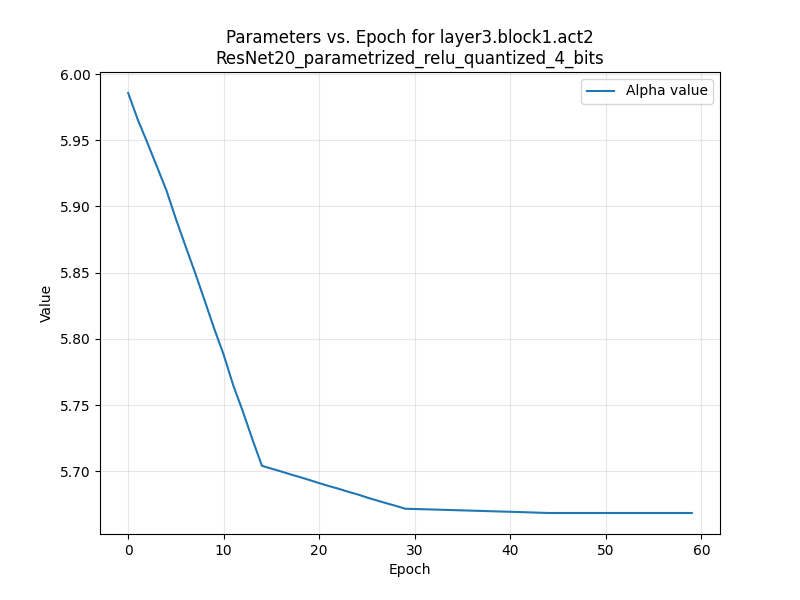 Parameters vs. Epoch for layer3.block1.act2
ResNet20_parametrized_relu_quantized_4_bits
Alpha value
6.00
5.95
5.90
5.85
5.80
5.75
5.70
Value
0
10
20
30
40
50
60
Epoch